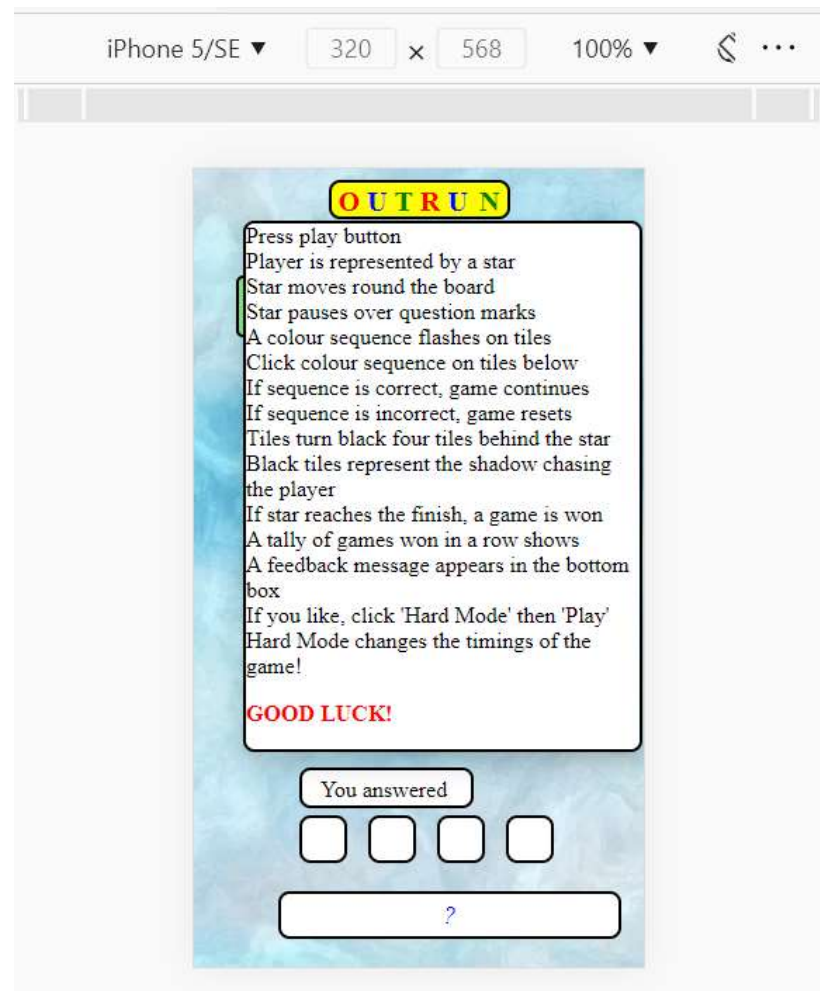 iPhone 5/SE ▼ 320 × 568 100% ▼ ···
O U T R U N
Press play button
Player is represented by a star
Star moves round the board
Star pauses over question marks
A colour sequence flashes on tiles
Click colour sequence on tiles below
If sequence is correct, game continues
If sequence is incorrect, game resets
Tiles turn black four tiles behind the star
Black tiles represent the shadow chasing
the player
If star reaches the finish, a game is won
A tally of games won in a row shows
A feedback message appears in the bottom
box
If you like, click 'Hard Mode' then 'Play'
Hard Mode changes the timings of the
game!
GOOD LUCK!
You answered
?